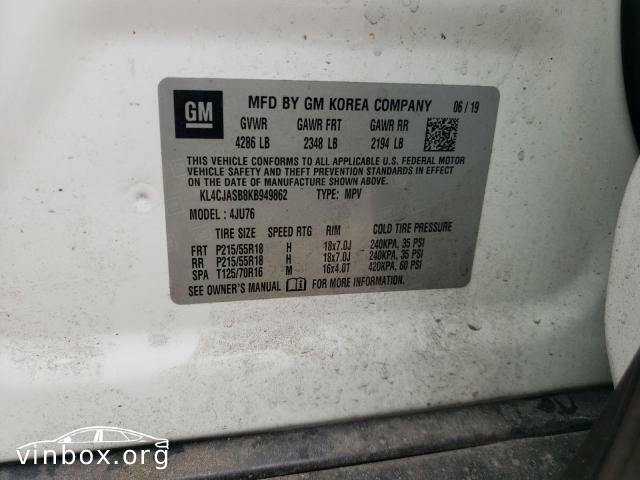 GM MFD BY GM KOREA COMPANY 06/19
GVWR GAWR FRT GAWR RR
4286 LB 2348 LB 2194 LB
THIS VEHICLE CONFORMS TO ALL APPLICABLE U.S. FEDERAL MOTOR
VEHICLE SAFETY AND THEFT PREVENTION STANDARDS IN EFFECT
ON THE DATE OF MANUFACTURE SHOWN ABOVE.
KL4CJASB8KB949862 TYPE: MPV
MODEL: 4JU76
TIRE SIZE SPEED RTG RIM COLD TIRE PRESSURE
FRT P215/55R18 H 18x7.0J 240KPA, 35 PSI
RR P215/55R18 H 18x7.0J 240KPA, 35 PSI
SPA T125/70R16 M 16x4.0T 420KPA, 60 PSI
SEE OWNER'S MANUAL FOR MORE INFORMATION
vinbox.org